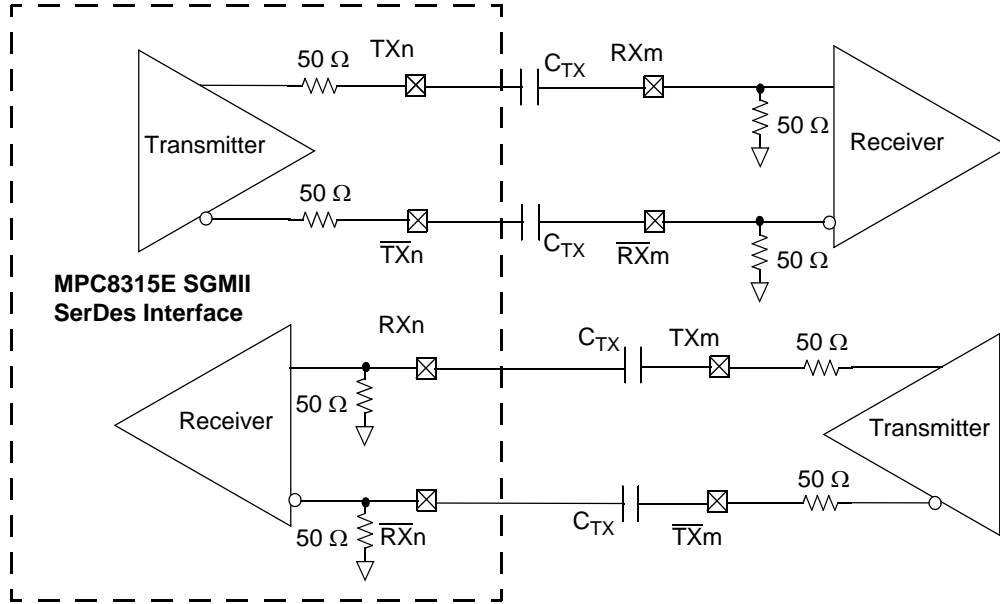 50 Ω
TXn
C_TX
RXm
50 Ω
Transmitter
Receiver
50 Ω
T̅X̅n
C_TX
R̅X̅m
50 Ω
MPC8315E SGMII
SerDes Interface
RXn
C_TX
TXm
50 Ω
50 Ω
Receiver
Transmitter
50 Ω
50 Ω
R̅X̅n
C_TX
T̅X̅m